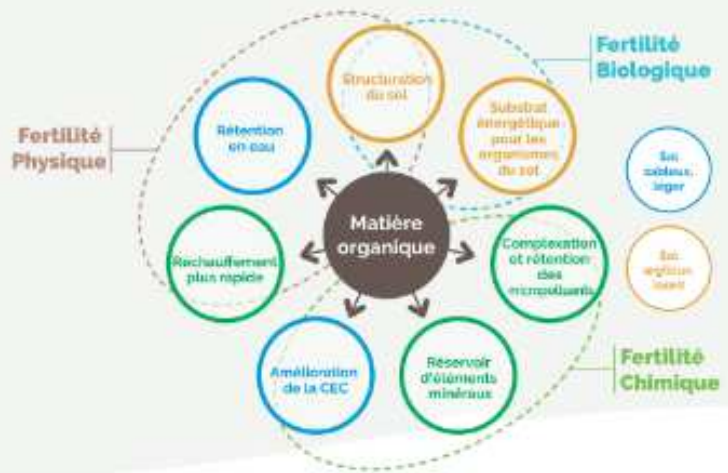 Fertilité
Biologique
Structuration
du sol
Substrat
énergétique
pour les
organismes
du sol
Rétention
en eau
Fertilité
Physique
Sol
sableux,
léger
Matière
organique
Complexation
et rétention
des
micropolluants
Rechauffement
plus rapide
Sol
argileux
lourd
Amélioration
de la CEC
Réservoir
d'éléments
minéraux
Fertilité
Chimique